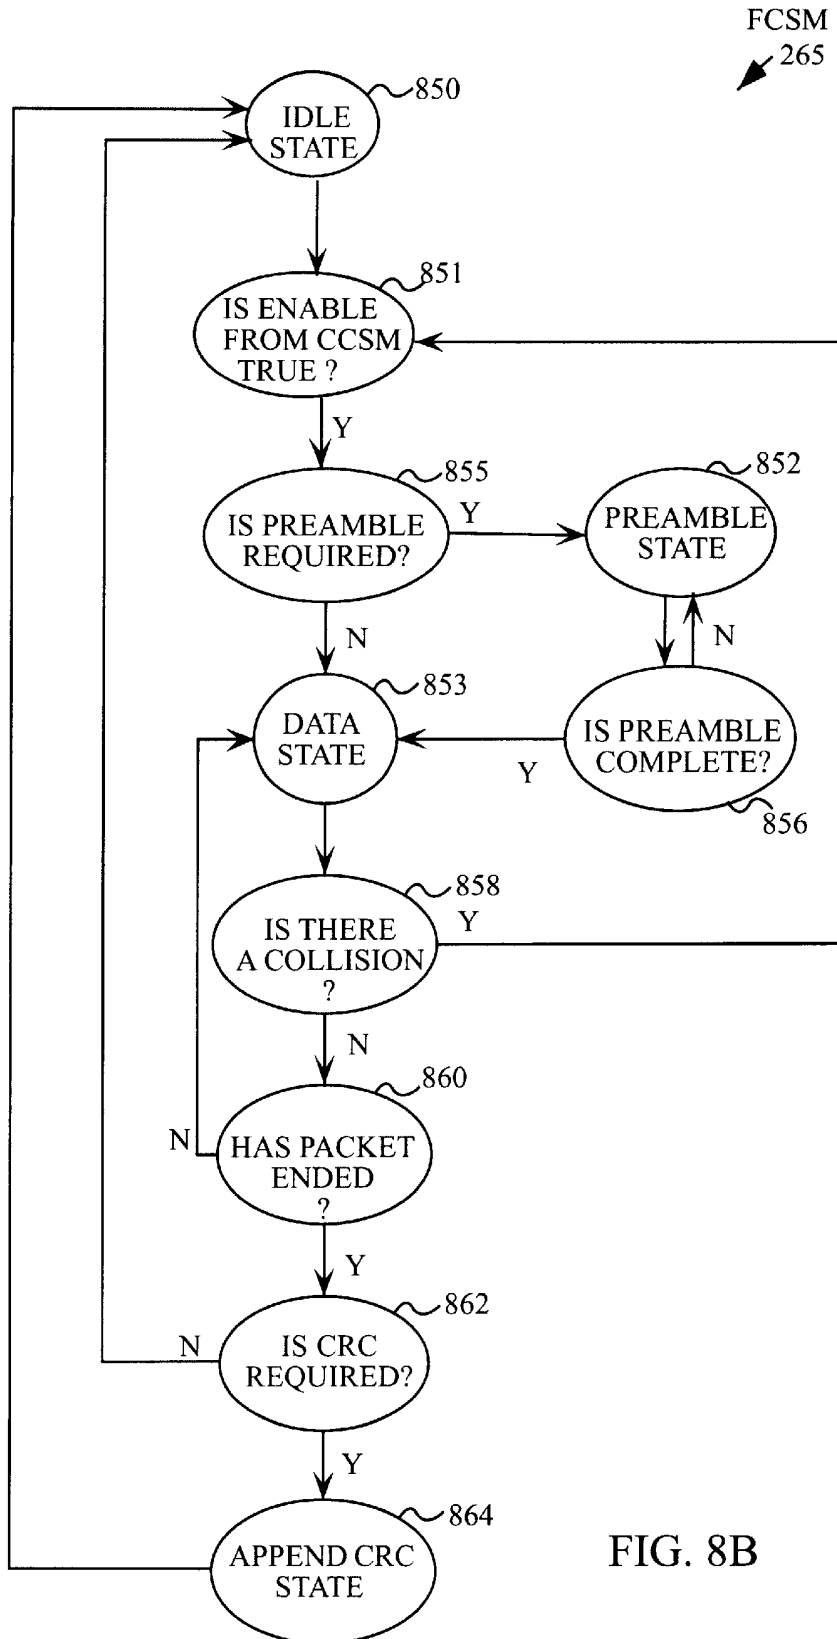 FCSM
265
850
IDLE
STATE
851
IS ENABLE
FROM CCSM
TRUE ?
Y
855
IS PREAMBLE
REQUIRED?
Y
852
PREAMBLE
STATE
N
N
853
DATA
STATE
IS PREAMBLE
COMPLETE?
Y
856
858
IS THERE
A COLLISION
?
Y
N
860
HAS PACKET
ENDED
?
N
Y
862
IS CRC
REQUIRED?
N
Y
864
APPEND CRC
STATE
FIG. 8B